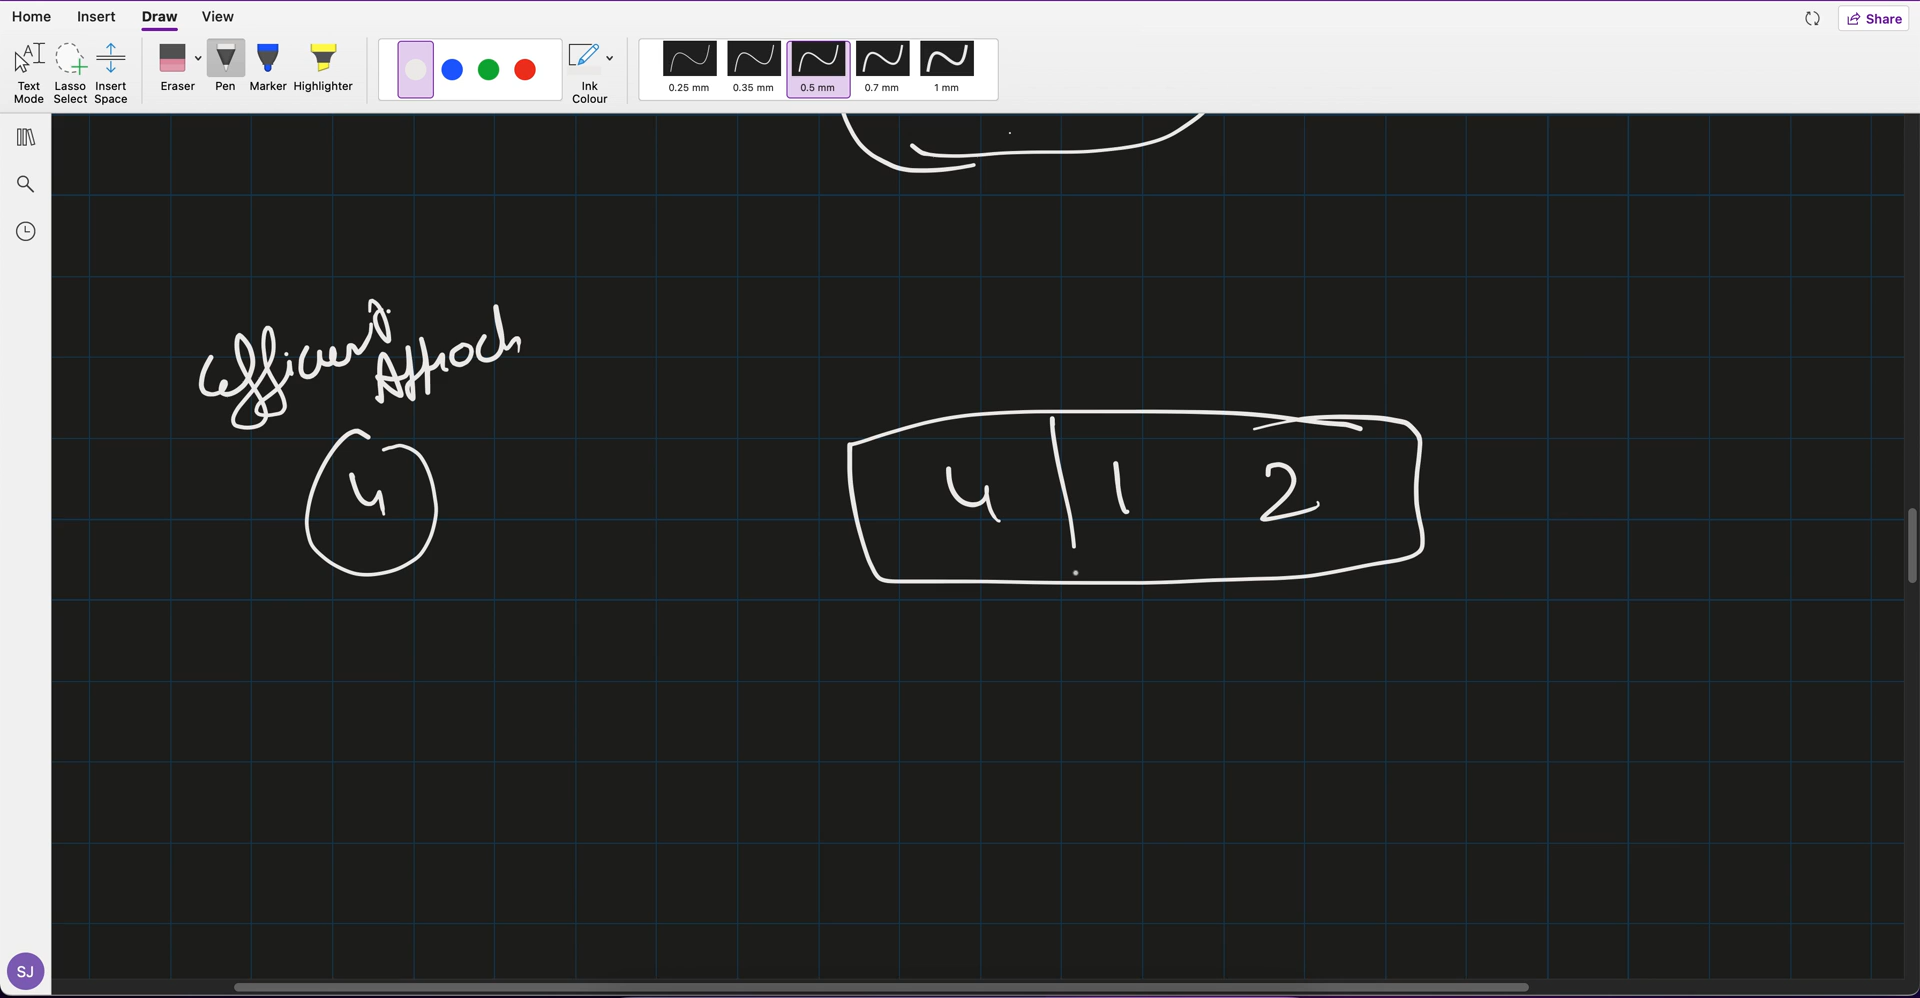 Home Insert Draw View
Share
Text Mode
Lasso Select
Insert Space
Eraser
Pen
Marker
Highlighter
Ink Colour
0.25 mm
0.35 mm
0.5 mm
0.7 mm
1 mm
efficient
Approch
4
4 1 2
SJ